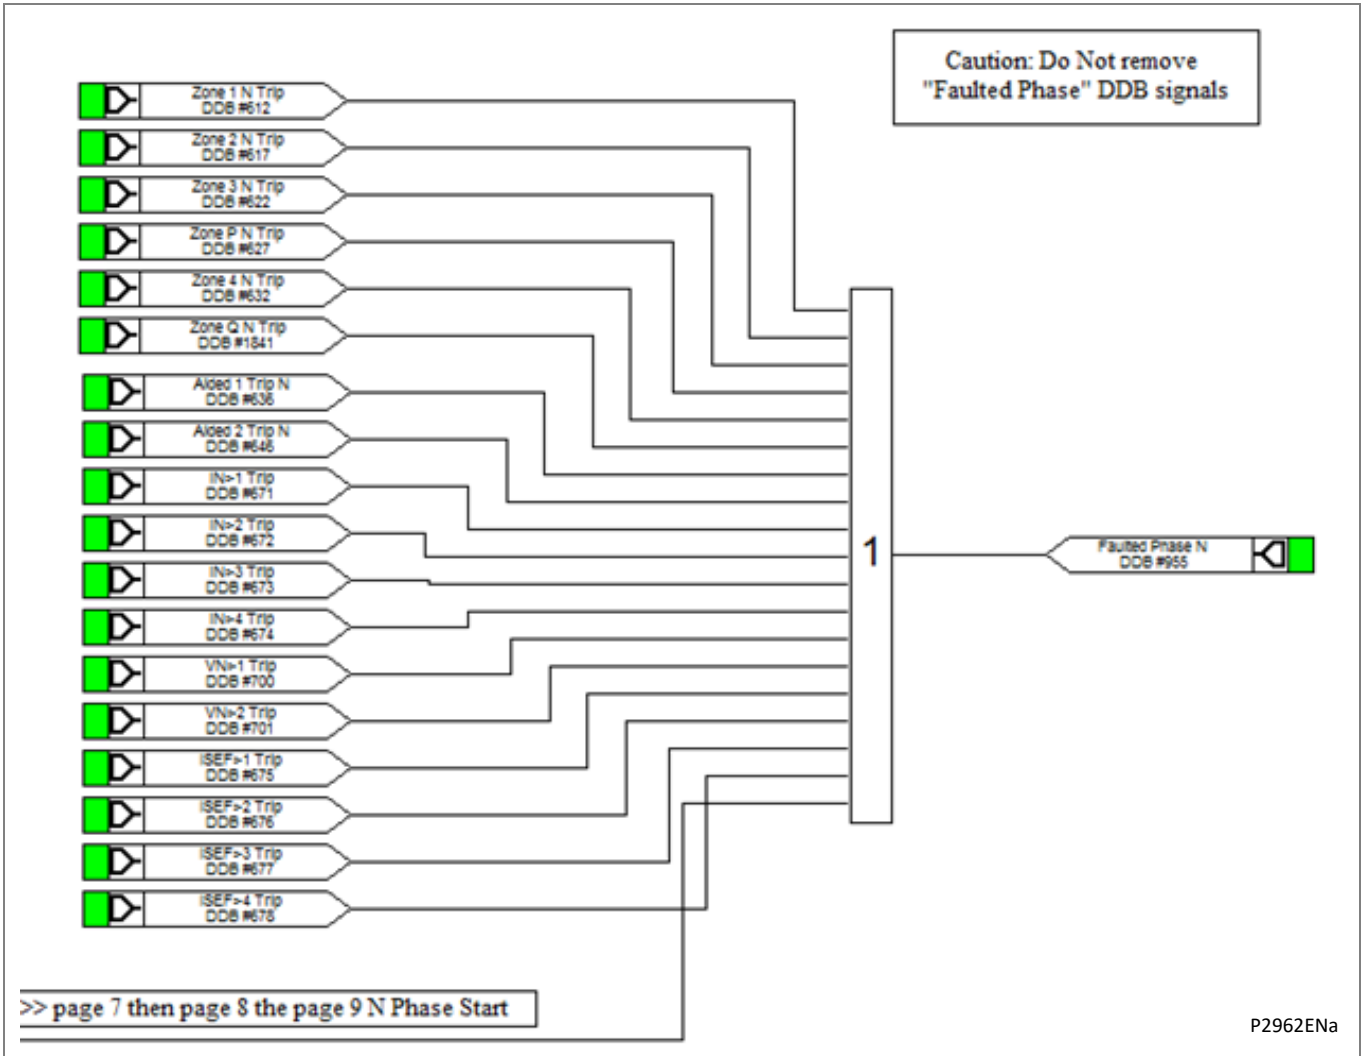 Caution: Do Not remove
"Faulted Phase" DDB signals
Zone 1 N Trip
DDB #612
Zone 2 N Trip
DDB #617
Zone 3 N Trip
DDB #622
Zone P N Trip
DDB #627
Zone 4 N Trip
DDB #632
Zone Q N Trip
DDB #1841
Aided 1 Trip N
DDB #636
Aided 2 Trip N
DDB #646
IN>1 Trip
DDB #671
IN>2 Trip
DDB #672
IN>3 Trip
DDB #673
IN>4 Trip
DDB #674
VN>1 Trip
DDB #700
VN>2 Trip
DDB #701
ISEF>1 Trip
DDB #675
ISEF>2 Trip
DDB #676
ISEF>3 Trip
DDB #677
ISEF>4 Trip
DDB #678
1
Faulted Phase N
DDB #955
>> page 7 then page 8 the page 9 N Phase Start
P2962ENa